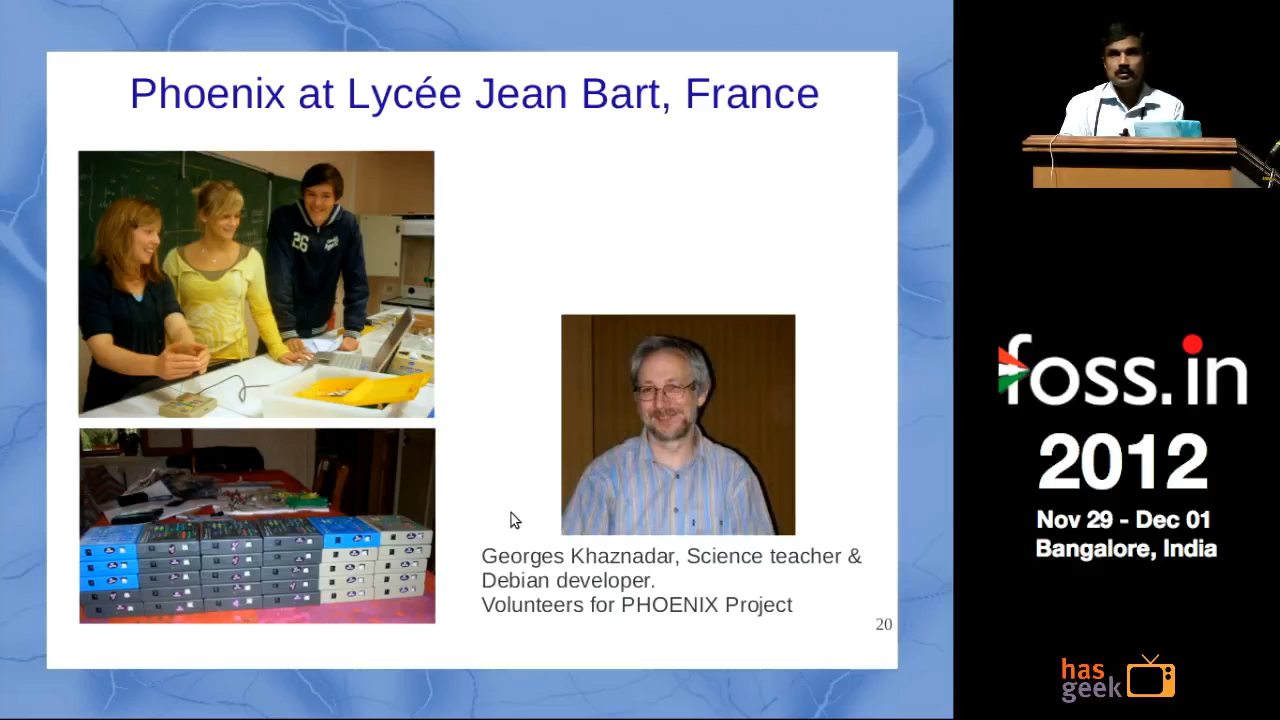 Phoenix at Lycée Jean Bart, France
26
Georges Khaznadar, Science teacher &
Debian developer.
Volunteers for PHOENIX Project
20
foss.in
2012
Nov 29 - Dec 01
Bangalore, India
has
geek